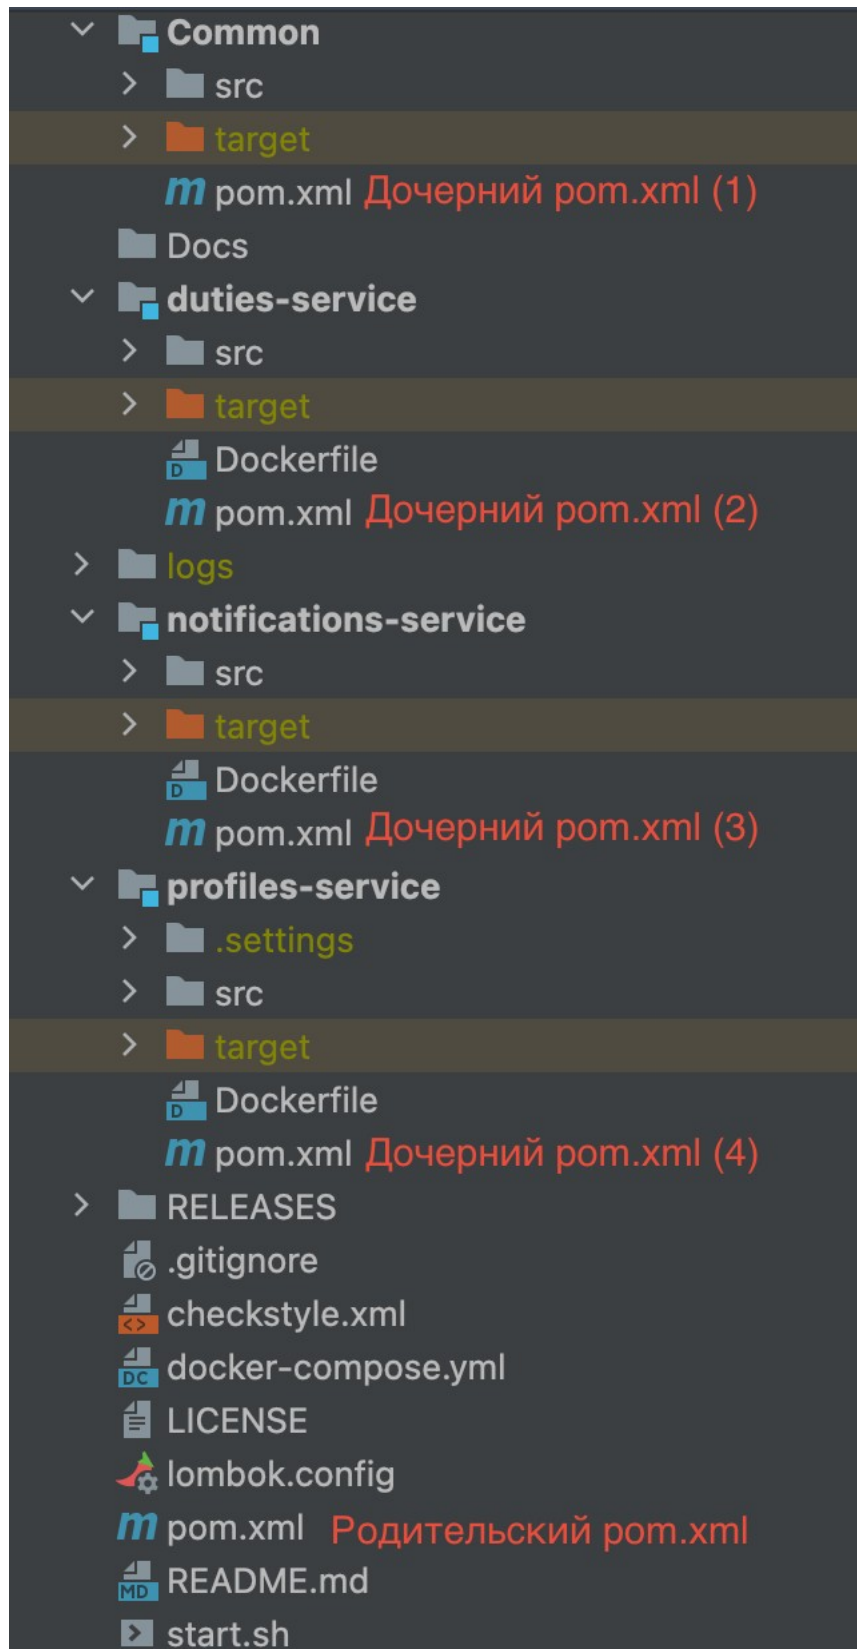 Common
src
target
pom.xml Дочерний pom.xml (1)
Docs
duties-service
src
target
Dockerfile
pom.xml Дочерний pom.xml (2)
logs
notifications-service
src
target
Dockerfile
pom.xml Дочерний pom.xml (3)
profiles-service
.settings
src
target
Dockerfile
pom.xml Дочерний pom.xml (4)
RELEASES
.gitignore
checkstyle.xml
docker-compose.yml
LICENSE
lombok.config
pom.xml Родительский pom.xml
README.md
start.sh